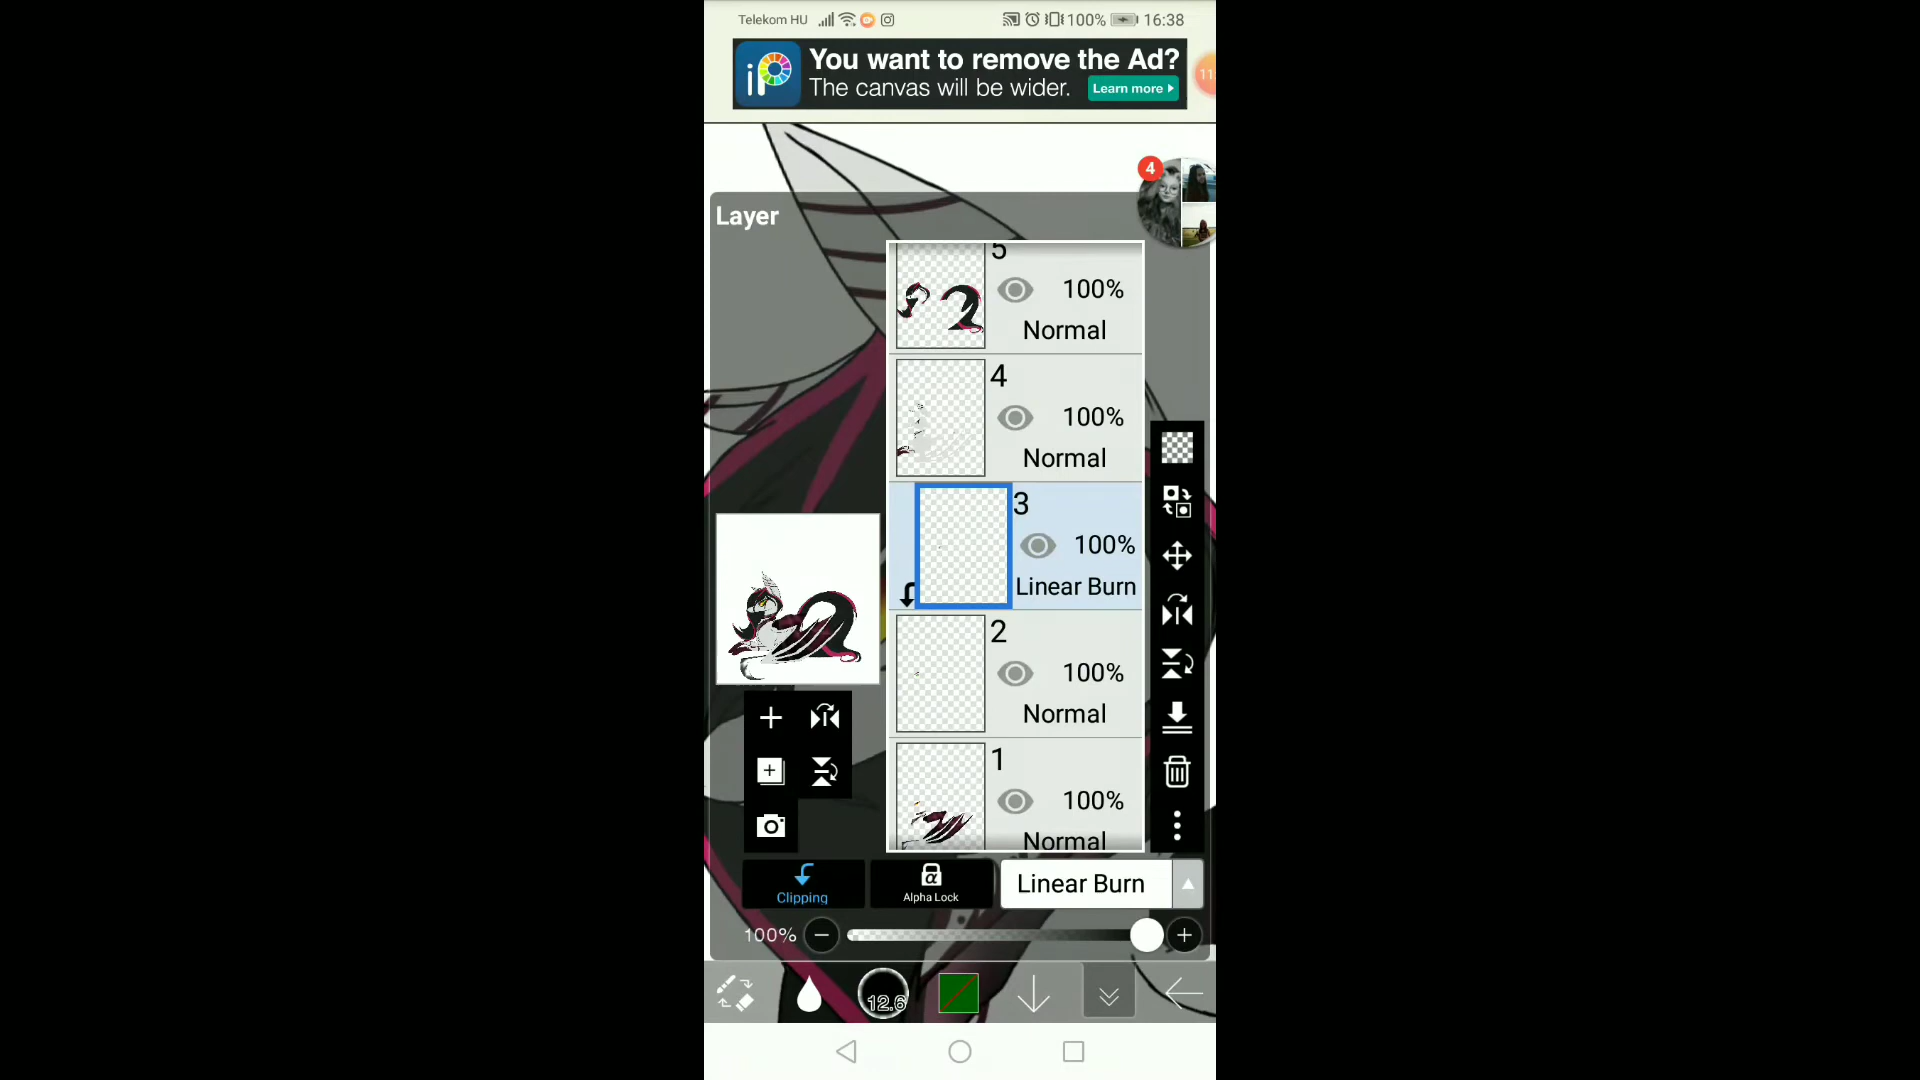 Telekom HU 100% 16:38
You want to remove the Ad?
The canvas will be wider. Learn more
iP
11
4
Layer
5
100%
Normal
4
100%
Normal
3
100%
Linear Burn
2
100%
Normal
1
100%
Normal
Clipping
α
Alpha Lock
Linear Burn
100%
12.6